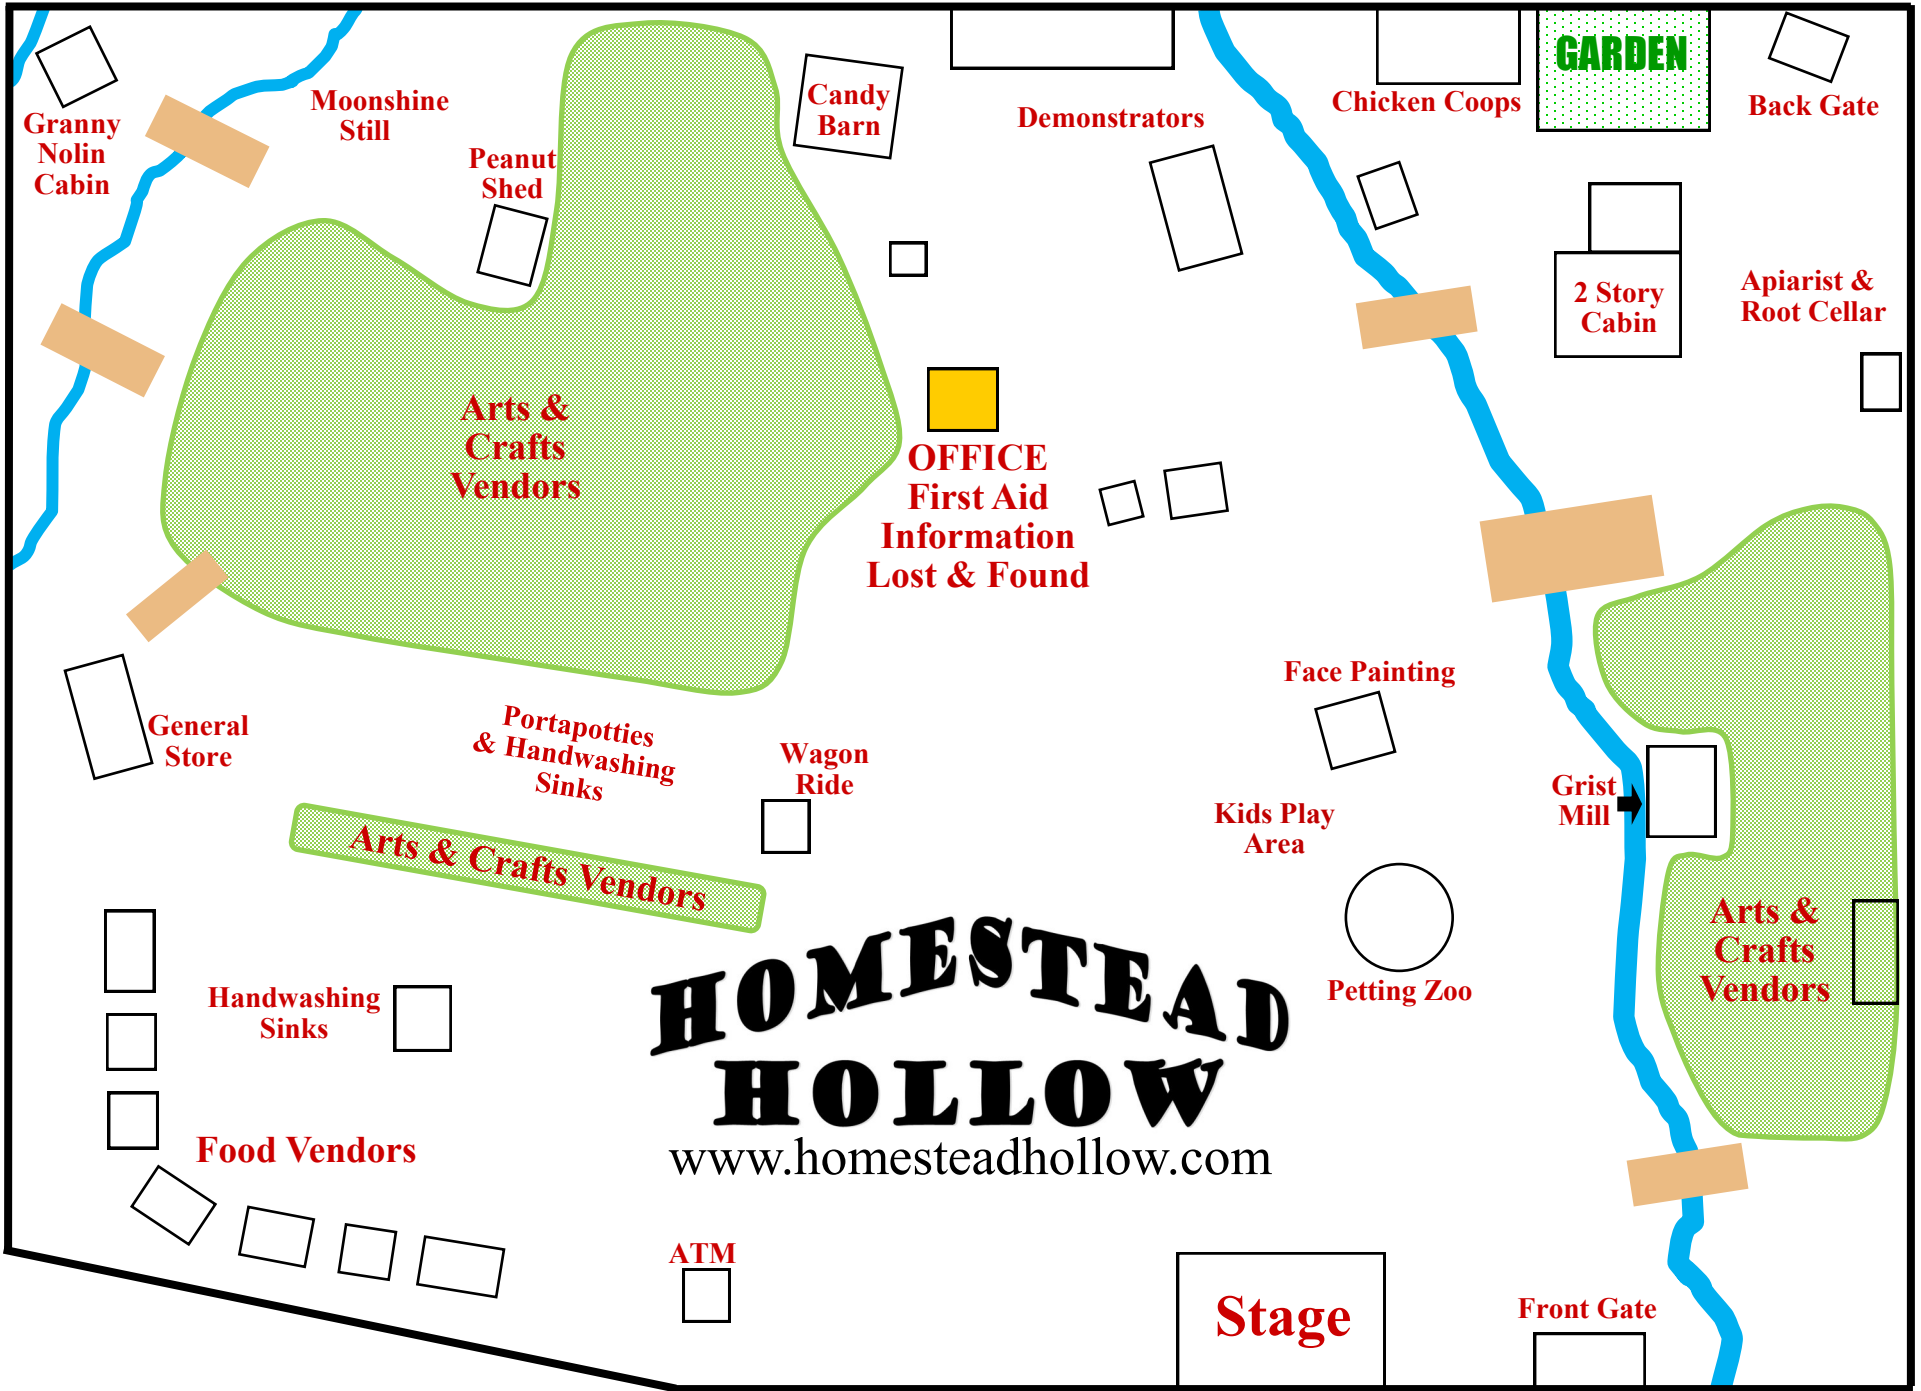 GARDEN
Granny
Nolin
Cabin
Moonshine
Still
Peanut
Shed
Candy
Barn
Demonstrators
Chicken Coops
Back Gate
2 Story
Cabin
Apiarist &
Root Cellar
Arts &
Crafts
Vendors
OFFICE
First Aid
Information
Lost & Found
General
Store
Portapotties
& Handwashing
Sinks
Wagon
Ride
Face Painting
Kids Play
Area
Grist
Mill
Arts & Crafts Vendors
Petting Zoo
Arts &
Crafts
Vendors
Handwashing
Sinks
Food Vendors
HOMESTEAD
HOLLOW
www.homesteadhollow.com
ATM
Stage
Front Gate